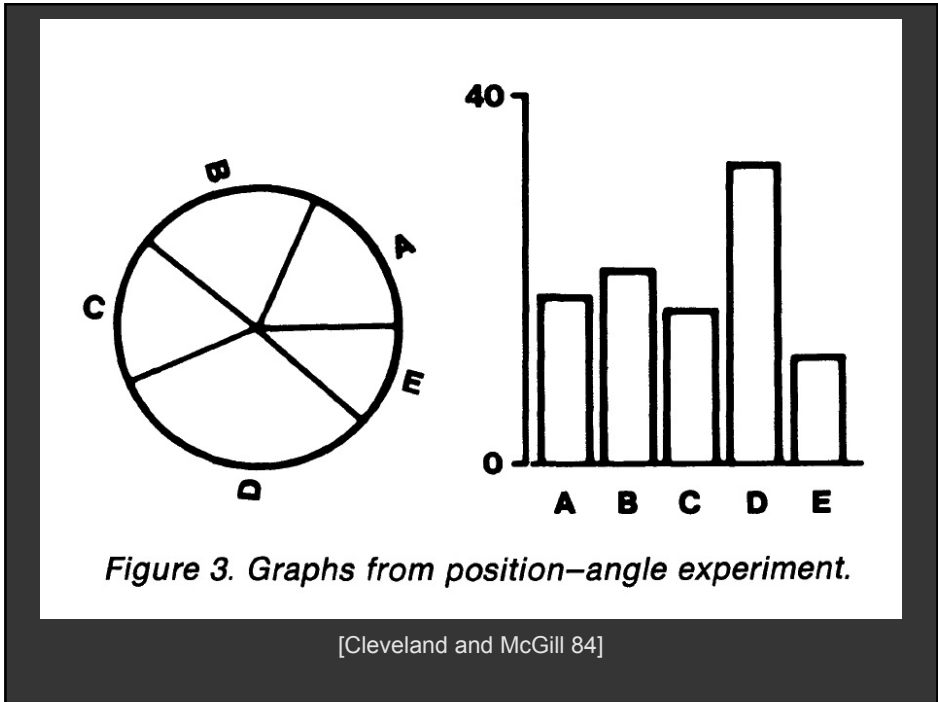 B
A
C
E
D
40
0
A B C D E
Figure 3. Graphs from position–angle experiment.
[Cleveland and McGill 84]